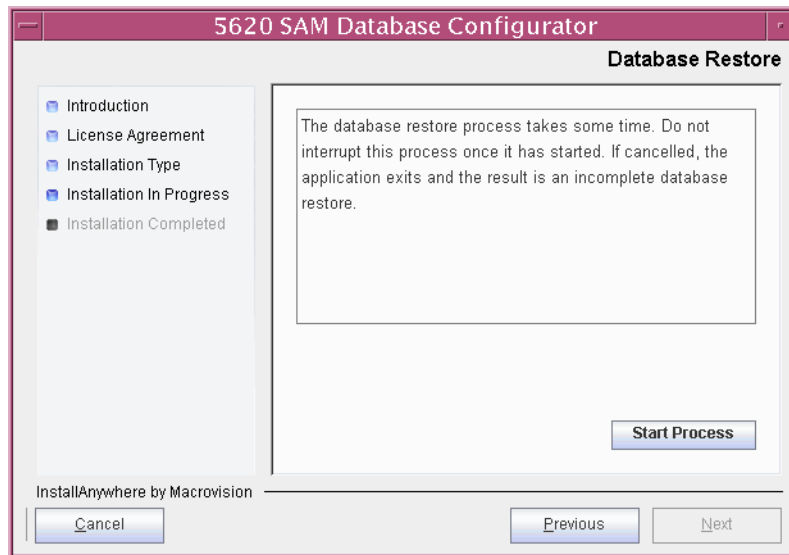 5620 SAM Database Configurator
Database Restore
Introduction
License Agreement
Installation Type
Installation In Progress
Installation Completed
The database restore process takes some time. Do not
interrupt this process once it has started. If cancelled, the
application exits and the result is an incomplete database
restore.
Start Process
InstallAnywhere by Macrovision
Cancel
Previous
Next